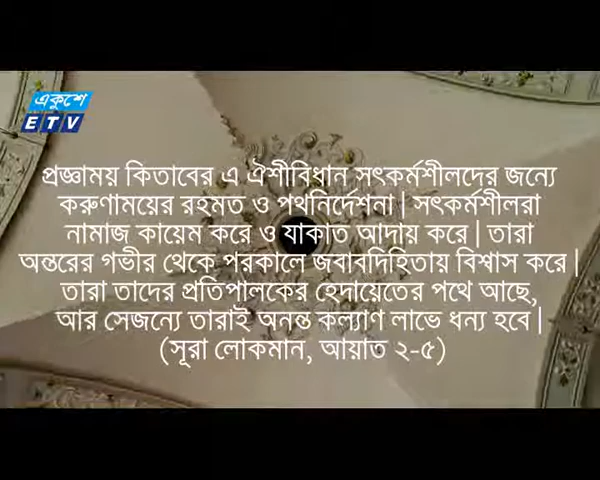 একুশে
ETV
প্রজ্ঞাময় কিতাবের এ ঐশীবিধান সৎকর্মশীলদের জন্যে
করুণাময়ের রহমত ও পথনির্দেশনা | সৎকর্মশীলরা
নামাজ কায়েম করে ও যাকাত আদায় করে | তারা
অন্তরের গভীর থেকে পরকালে জবাবদিহিতায় বিশ্বাস করে |
তারা তাদের প্রতিপালকের হেদায়েতের পথে আছে,
আর সেজন্যে তারাই অনন্ত কল্যাণ লাভে ধন্য হবে |
(সূরা লোকমান, আয়াত ২-৫)